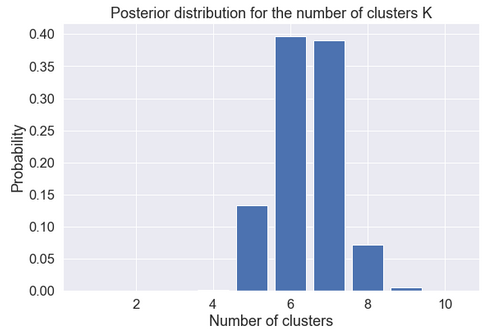 Posterior distribution for the number of clusters K
Probability
0.40
0.35
0.30
0.25
0.20
0.15
0.10
0.05
0.00
2 4 6 8 10
Number of clusters